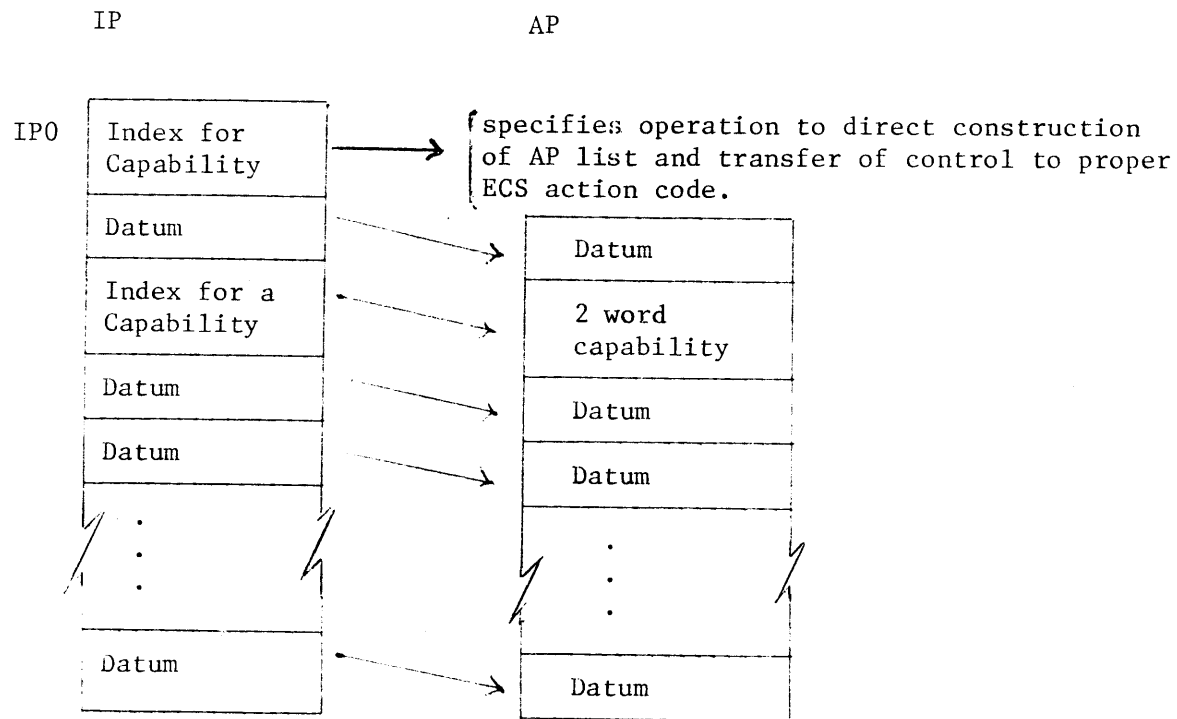 IP
AP
IP0
Index for
Capability
specifies operation to direct construction
of AP list and transfer of control to proper
ECS action code.
Datum
Index for a
Capability
Datum
Datum
Datum
Datum
2 word
capability
Datum
Datum
Datum